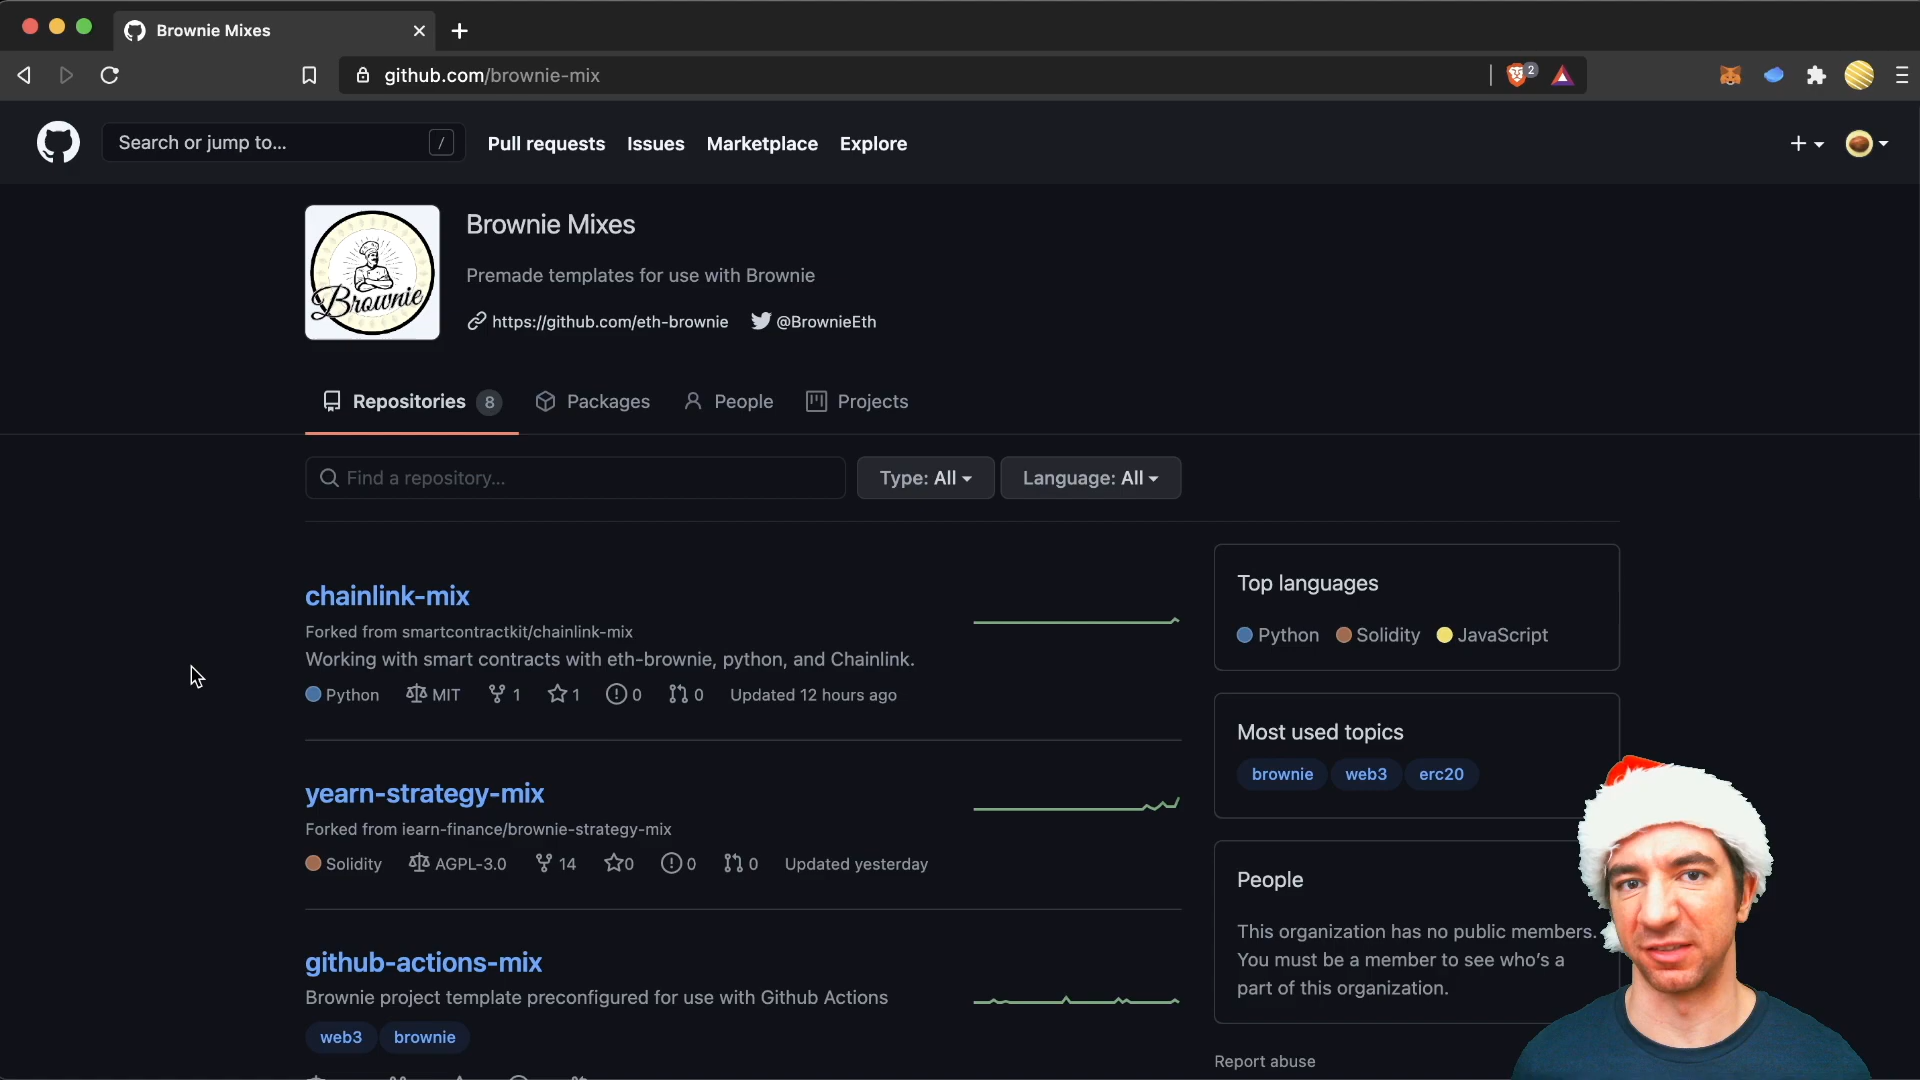 Brownie Mixes
github.com/brownie-mix
2
Search or jump to...
/
Pull requests
Issues
Marketplace
Explore
Brownie
Brownie Mixes
Premade templates for use with Brownie
https://github.com/eth-brownie
@BrownieEth
Repositories 8
Packages
People
Projects
Find a repository...
Type: All
Language: All
chainlink-mix
Forked from smartcontractkit/chainlink-mix
Working with smart contracts with eth-brownie, python, and Chainlink.
Python MIT 1 1 0 0 Updated 12 hours ago
yearn-strategy-mix
Forked from iearn-finance/brownie-strategy-mix
Solidity AGPL-3.0 14 0 0 0 Updated yesterday
github-actions-mix
Brownie project template preconfigured for use with Github Actions
web3 brownie
Top languages
Python Solidity JavaScript
Most used topics
brownie web3 erc20
People
This organization has no public members.
You must be a member to see who's a
part of this organization.
Report abuse